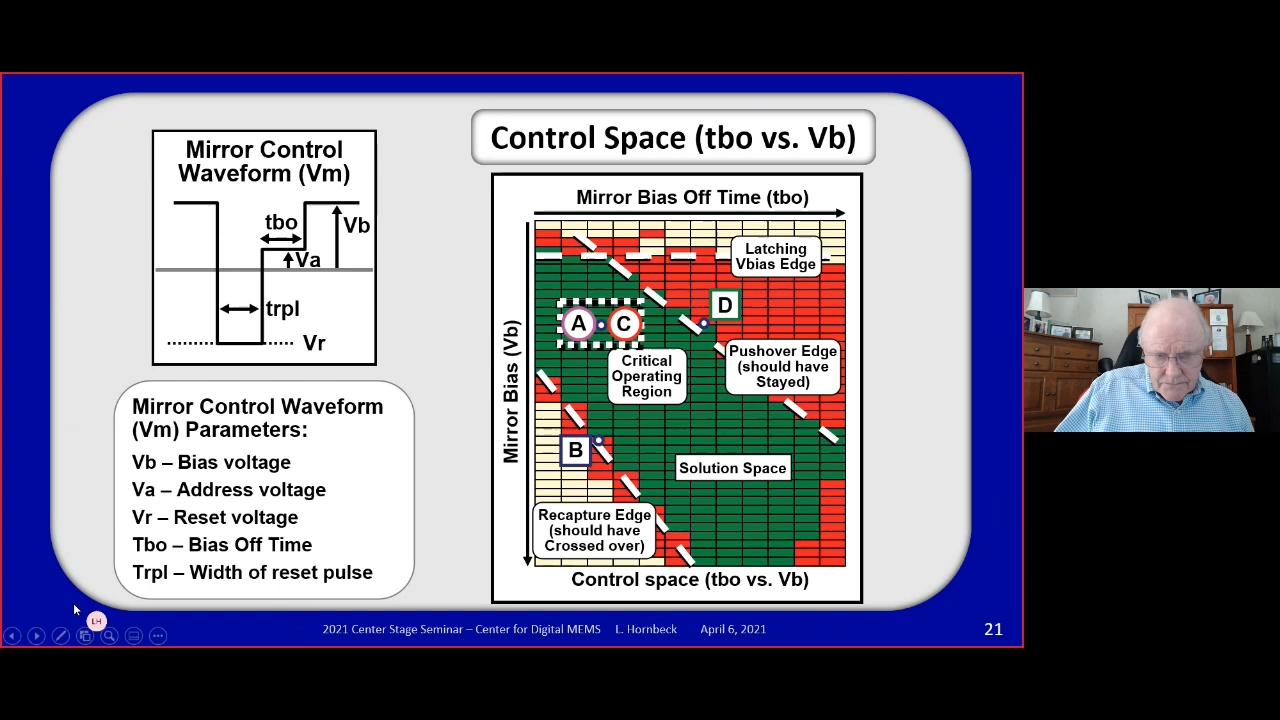 Control Space (tbo vs. Vb)
Mirror Control
Waveform (Vm)
tbo
Vb
Va
trpl
Vr
Mirror Control Waveform
(Vm) Parameters:
Vb – Bias voltage
Va – Address voltage
Vr – Reset voltage
Tbo – Bias Off Time
Trpl – Width of reset pulse
Mirror Bias Off Time (tbo)
Mirror Bias (Vb)
Latching
Vbias Edge
D
A
C
Critical
Operating
Region
Pushover Edge
(should have
Stayed)
B
Solution Space
Recapture Edge
(should have
Crossed over)
Control space (tbo vs. Vb)
LH
2021 Center Stage Seminar – Center for Digital MEMS L. Hornbeck April 6, 2021
21